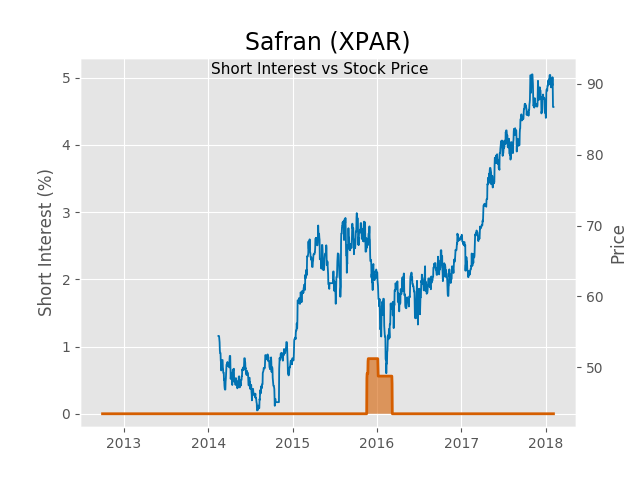 Safran (XPAR)
Short Interest vs Stock Price
Short Interest (%)
5
4
3
2
1
0
90
80
70
60
50
Price
2013 2014 2015 2016 2017 2018